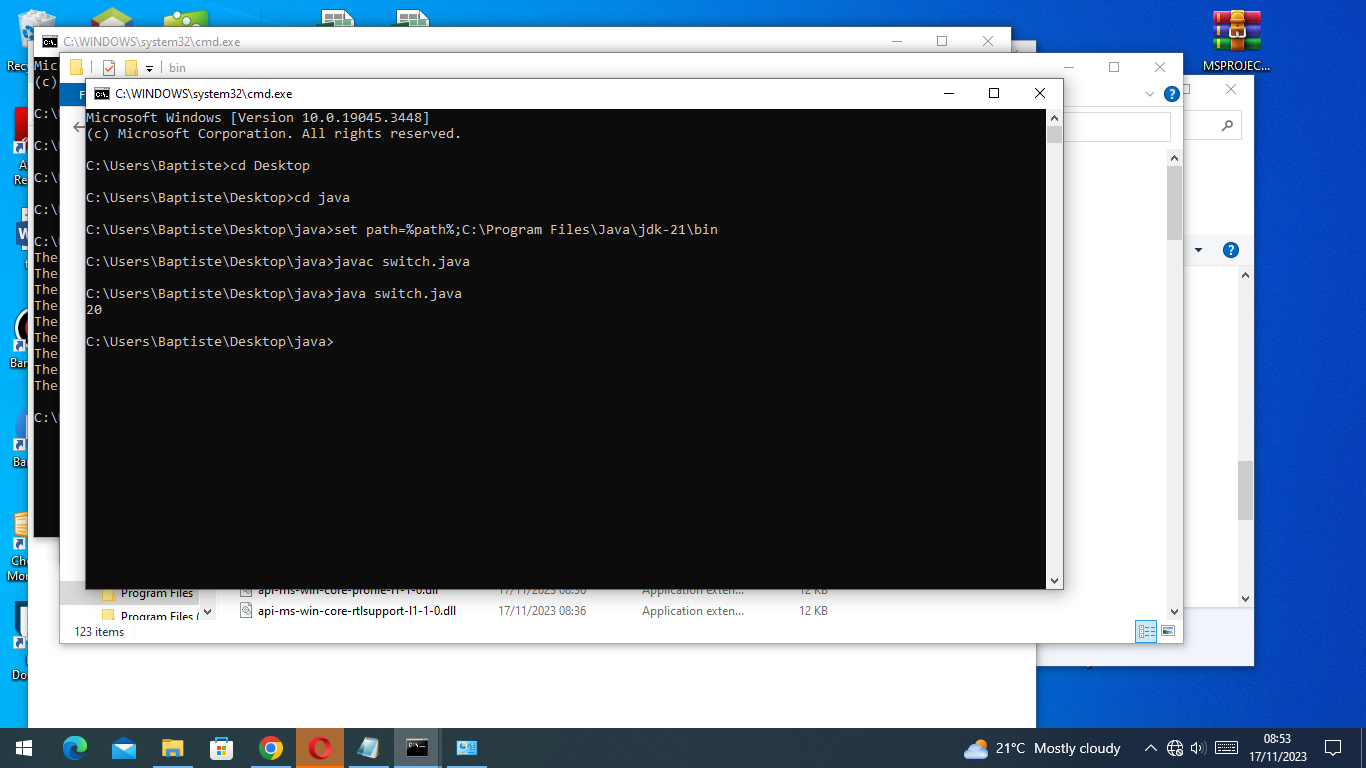 C:\WINDOWS\system32\cmd.exe
MSPROJEC...
bin
C:\WINDOWS\system32\cmd.exe
Microsoft Windows [Version 10.0.19045.3448]
(c) Microsoft Corporation. All rights reserved.
C:\Users\Baptiste>cd Desktop
C:\Users\Baptiste\Desktop>cd java
C:\Users\Baptiste\Desktop\java>set path=%path%;C:\Program Files\Java\jdk-21\bin
C:\Users\Baptiste\Desktop\java>javac switch.java
C:\Users\Baptiste\Desktop\java>java switch.java
20
C:\Users\Baptiste\Desktop\java>
(c)
C:\
C:\
C:\
C:\
C:\
The
The
The
The
The
The
The
The
The
C:\
Program Files api-ms-win-core-profile-l1-1-0.dll 17/11/2023 08:36 Application exten... 12 KB
Program Files ( api-ms-win-core-rtlsupport-l1-1-0.dll 17/11/2023 08:36 Application exten... 12 KB
123 items
21°C Mostly cloudy
08:53
17/11/2023